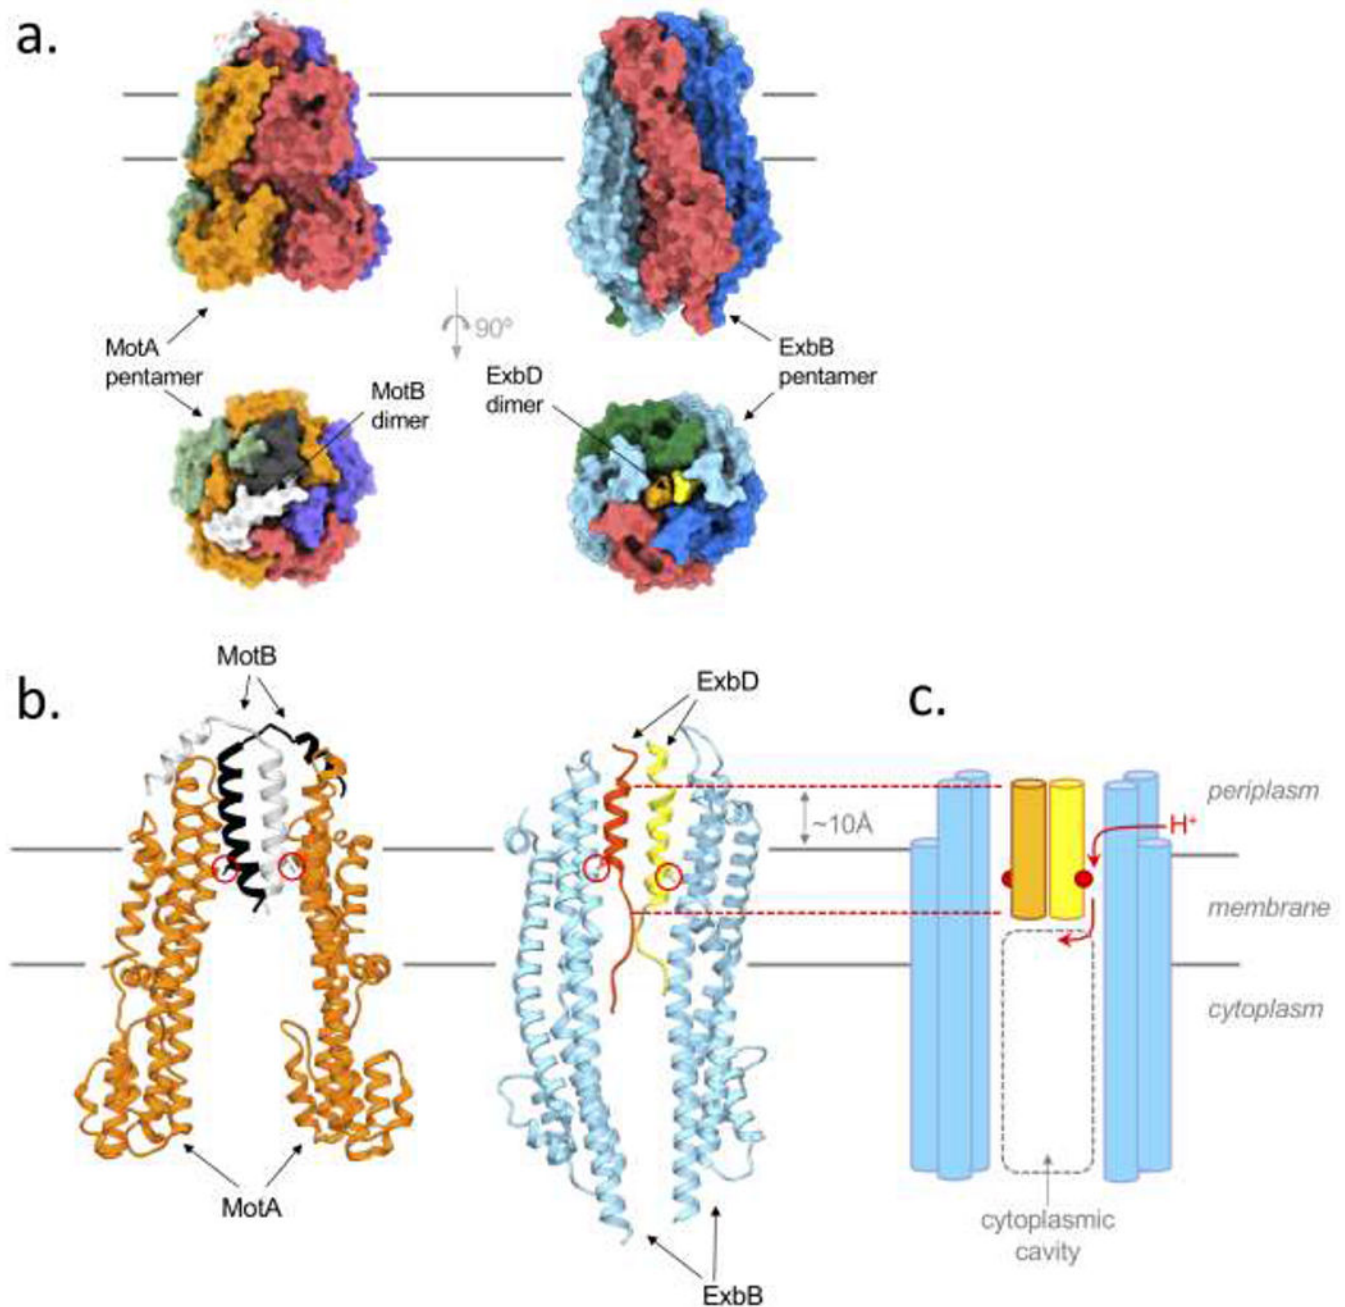 a.
90°
MotA
pentamer
MotB
dimer
ExbD
dimer
ExbB
pentamer
b.
MotB
ExbD
c.
periplasm
~10Å
H⁺
membrane
cytoplasm
MotA
cytoplasmic
cavity
ExbB